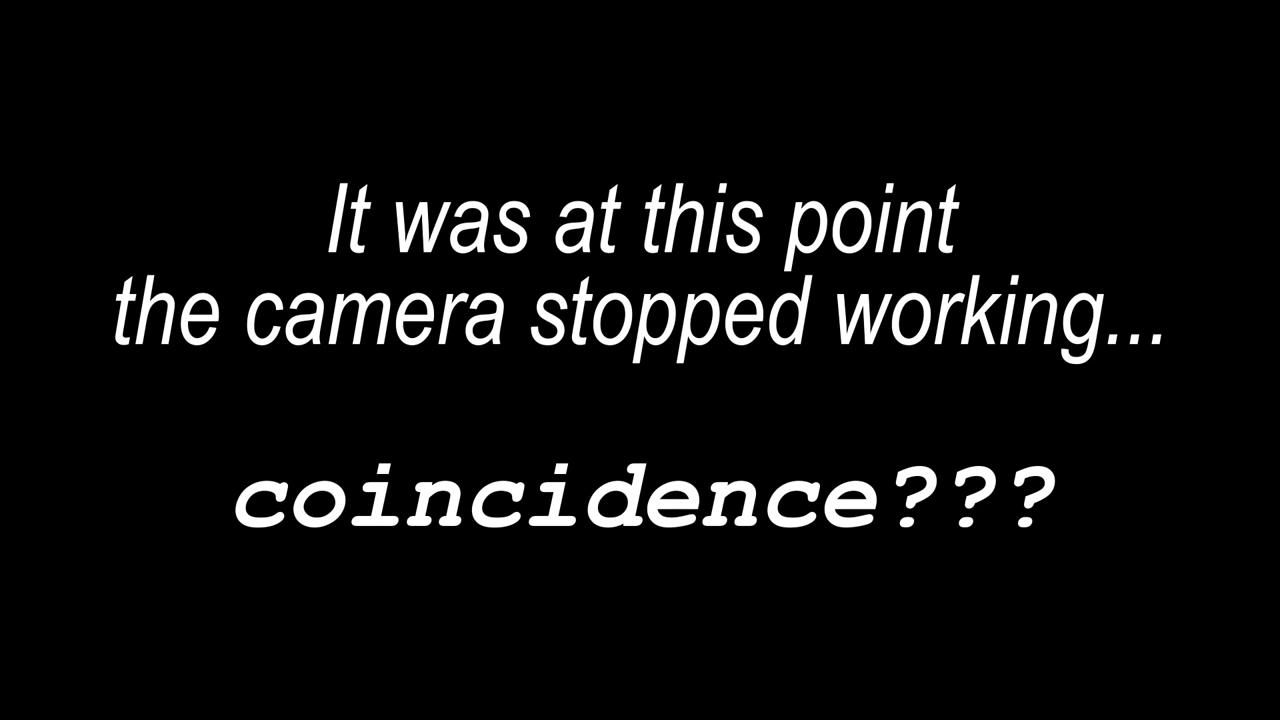 It was at this point
the camera stopped working...
coincidence???